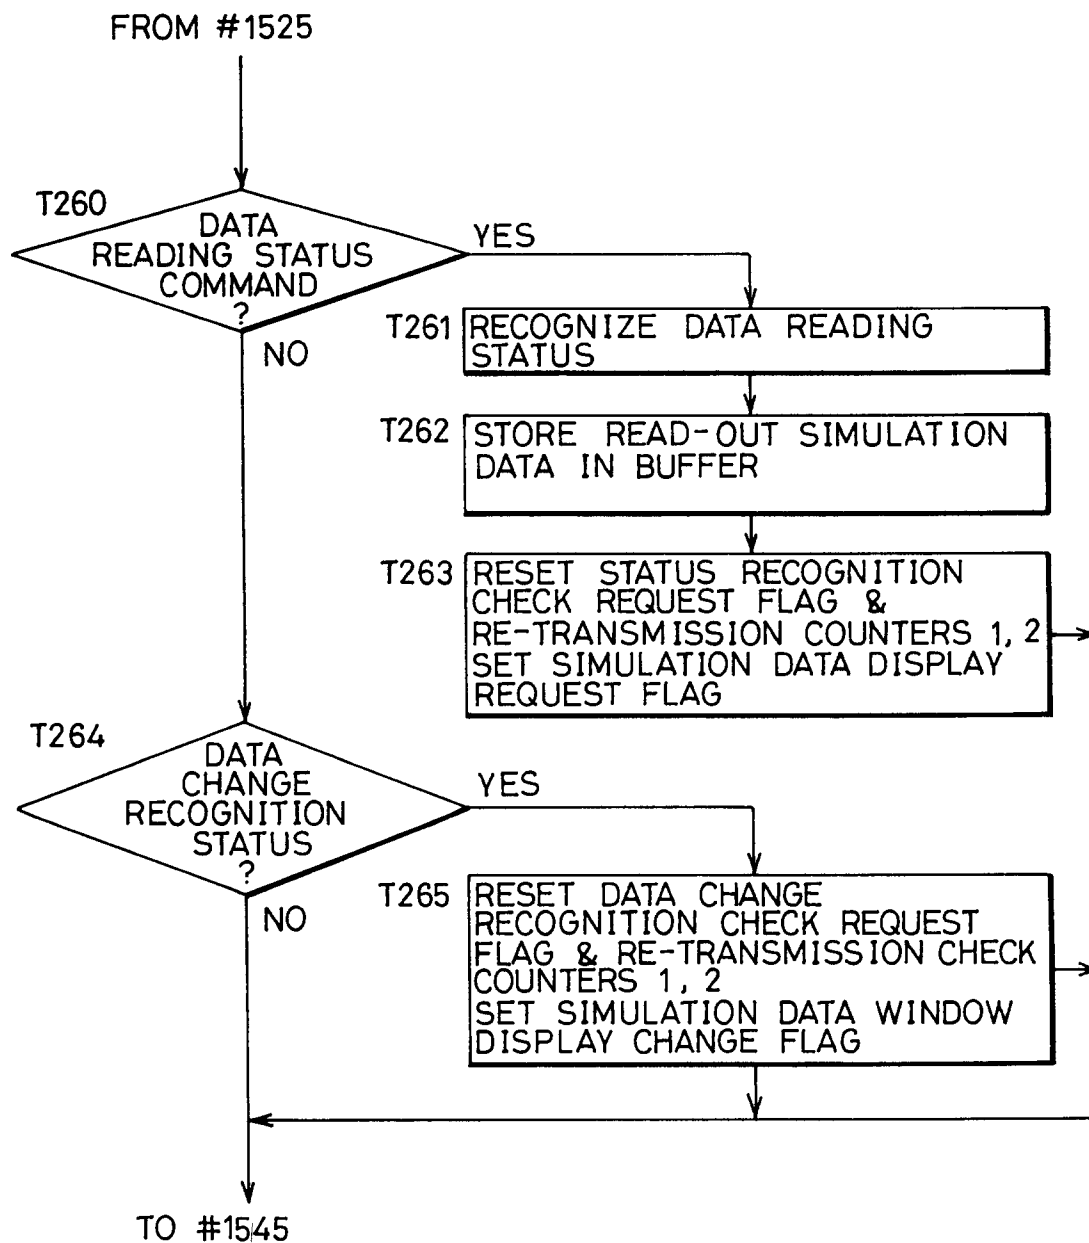 FROM #1525
T260
DATA
READING STATUS
COMMAND
?
YES
NO
T261
RECOGNIZE DATA READING
STATUS
T262
STORE READ-OUT SIMULATION
DATA IN BUFFER
T263
RESET STATUS RECOGNITION
CHECK REQUEST FLAG &
RE-TRANSMISSION COUNTERS 1, 2
SET SIMULATION DATA DISPLAY
REQUEST FLAG
T264
DATA
CHANGE
RECOGNITION
STATUS
?
YES
NO
T265
RESET DATA CHANGE
RECOGNITION CHECK REQUEST
FLAG & RE-TRANSMISSION CHECK
COUNTERS 1, 2
SET SIMULATION DATA WINDOW
DISPLAY CHANGE FLAG
TO #1545